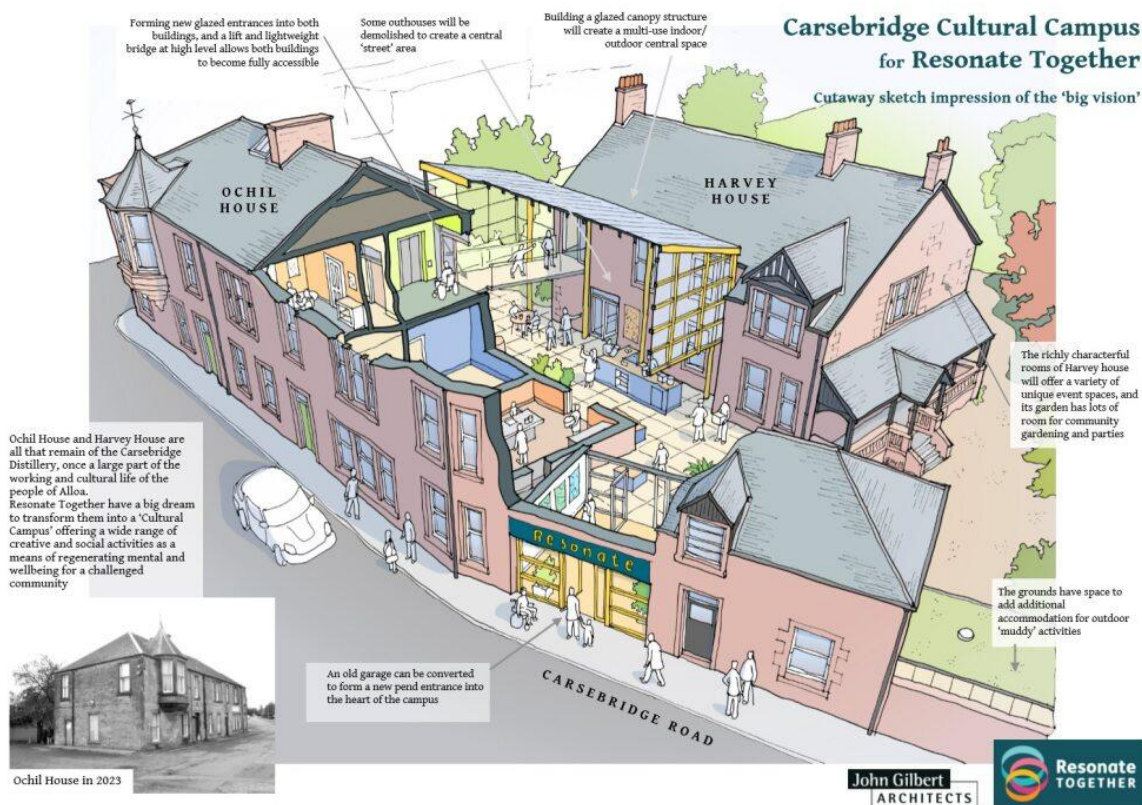 Forming new glazed entrances into both
buildings, and a lift and lightweight
bridge at high level allows both buildings
to become fully accessible
Some outhouses will be
demolished to create a central
‘street’ area
Building a glazed canopy structure
will create a multi-use indoor/
outdoor central space
Carsebridge Cultural Campus
for Resonate Together
Cutaway sketch impression of the ‘big vision’
OCHIL
HOUSE
HARVEY
HOUSE
The richly characterful
rooms of Harvey house
will offer a variety of
unique event spaces, and
its garden has lots of
room for community
gardening and parties
Ochil House and Harvey House are
all that remain of the Carsebridge
Distillery, once a large part of the
working and cultural life of the
people of Alloa.
Resonate Together have a big dream
to transform them into a ‘Cultural
Campus’ offering a wide range of
creative and social activities as a
means of regenerating mental and
wellbeing for a challenged
community
Resonate
The grounds have space to
add additional
accommodation for outdoor
‘muddy’ activities
An old garage can be converted
to form a new pend entrance into
the heart of the campus
CARSEBRIDGE ROAD
Ochil House in 2023
John Gilbert
ARCHITECTS
Resonate
TOGETHER